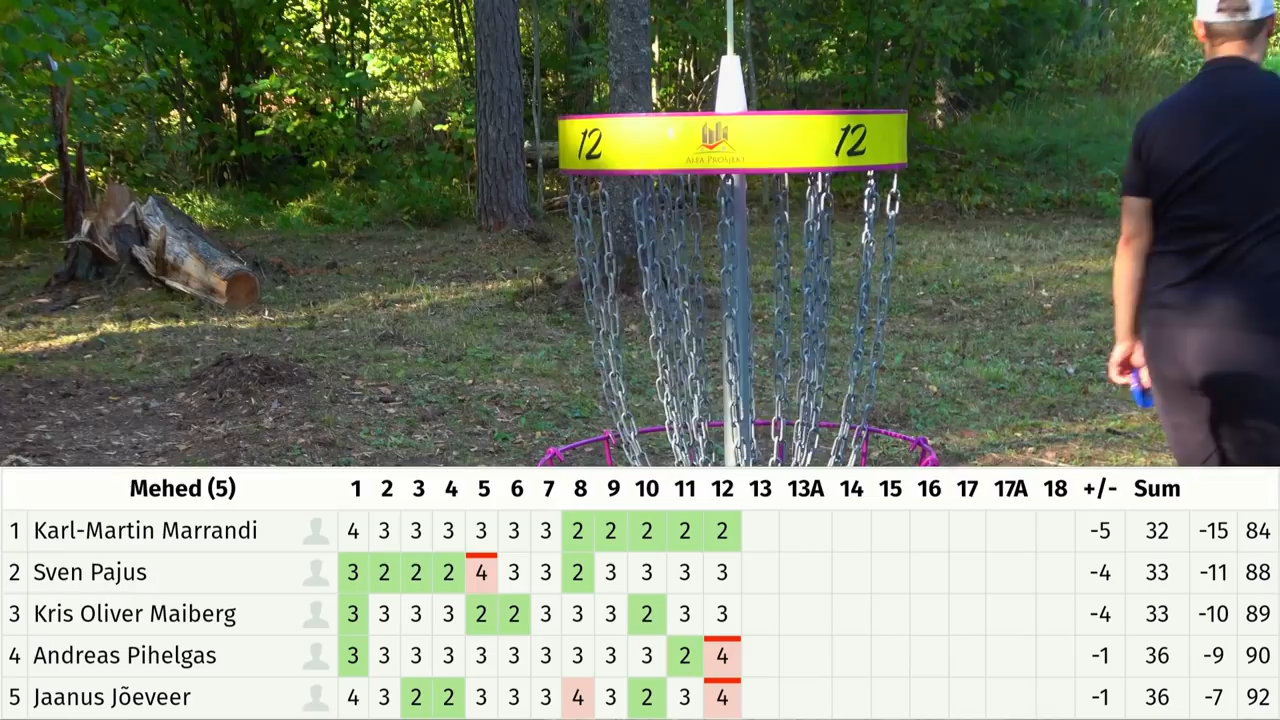 12 12
ALFA PROSJEKT
Mehed (5) 1 2 3 4 5 6 7 8 9 10 11 12 13 13A 14 15 16 17 17A 18 +/- Sum
1 Karl-Martin Marrandi 4 3 3 3 3 3 3 2 2 2 2 2 -5 32 -15 84
2 Sven Pajus 3 2 2 2 4 3 3 2 3 3 3 3 -4 33 -11 88
3 Kris Oliver Maiberg 3 3 3 3 2 2 3 3 3 2 3 3 -4 33 -10 89
4 Andreas Pihelgas 3 3 3 3 3 3 3 3 3 3 2 4 -1 36 -9 90
5 Jaanus Jõeveer 4 3 2 2 3 3 3 4 3 2 3 4 -1 36 -7 92